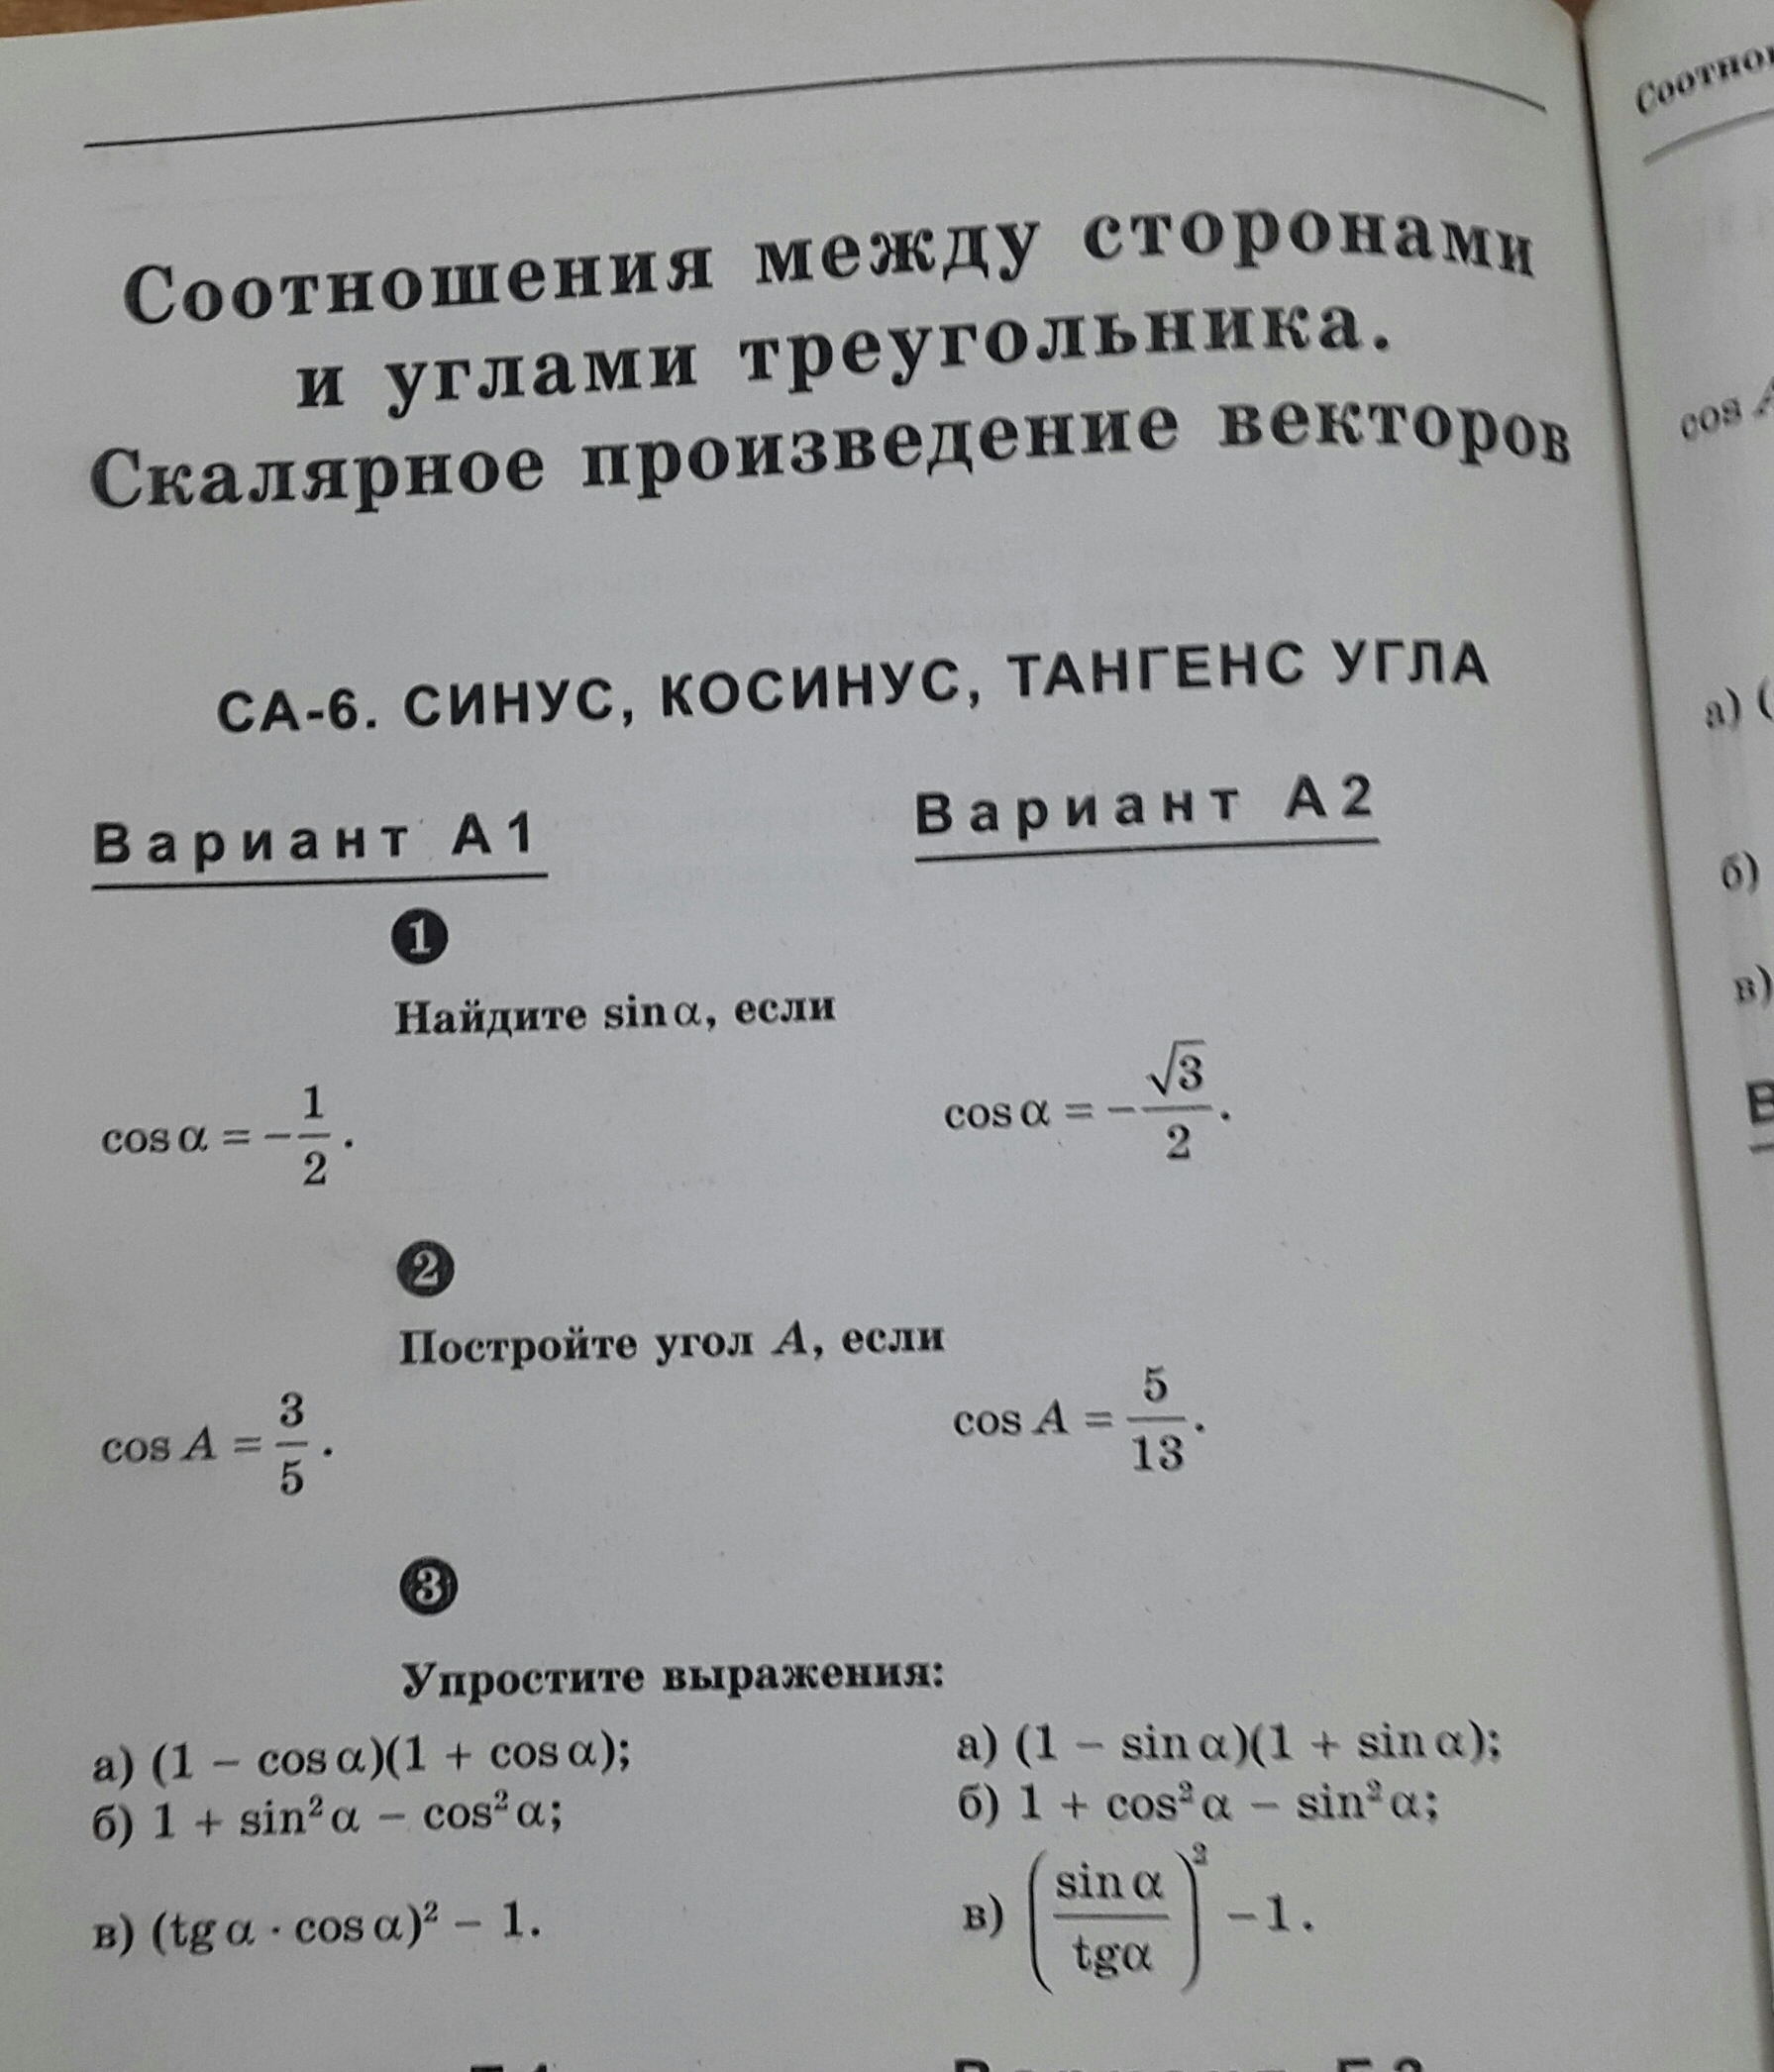 Соотношения между сторонами
и углами треугольника.
Скалярное произведение векторов
СА-6. СИНУС, КОСИНУС, ТАНГЕНС УГЛА
Вариант А1
Вариант А2
1
Найдите sin α, если
cos α = −1/2.
cos α = −√3/2.
2
Постройте угол A, если
cos A = 3/5.
cos A = 5/13.
3
Упростите выражения:
а) (1 − cos α)(1 + cos α);
а) (1 − sin α)(1 + sin α);
б) 1 + sin²α − cos²α;
б) 1 + cos²α − sin²α;
в) (tg α · cos α)² − 1.
в) (sin α/tg α)² − 1.
cos
а) (
б)
в)